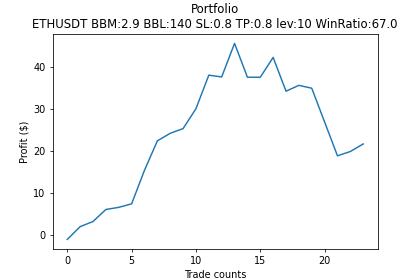 Portfolio
ETHUSDT BBM:2.9 BBL:140 SL:0.8 TP:0.8 lev:10 WinRatio:67.0
Profit ($)
40
30
20
10
0
0 5 10 15 20
Trade counts